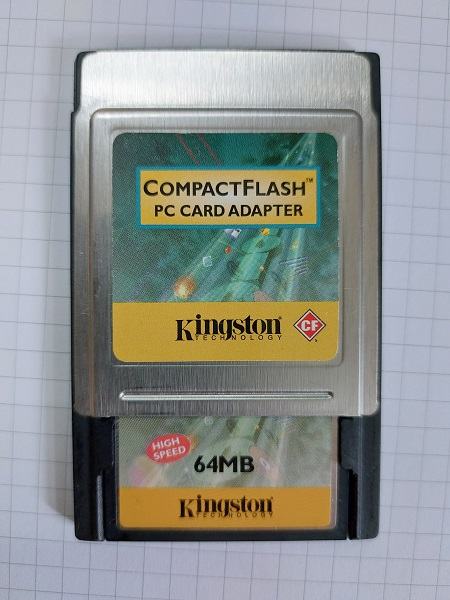 COMPACTFLASH™
PC CARD ADAPTER
Kingston
TECHNOLOGY
CF
HIGH
SPEED
64MB
Kingston
TECHNOLOGY